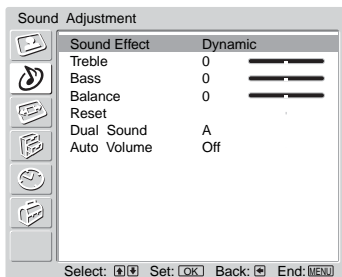 Sound Adjustment
Sound Effect Dynamic
Treble 0
Bass 0
Balance 0
Reset
Dual Sound A
Auto Volume Off
Select: Set: OK Back: End: MENU